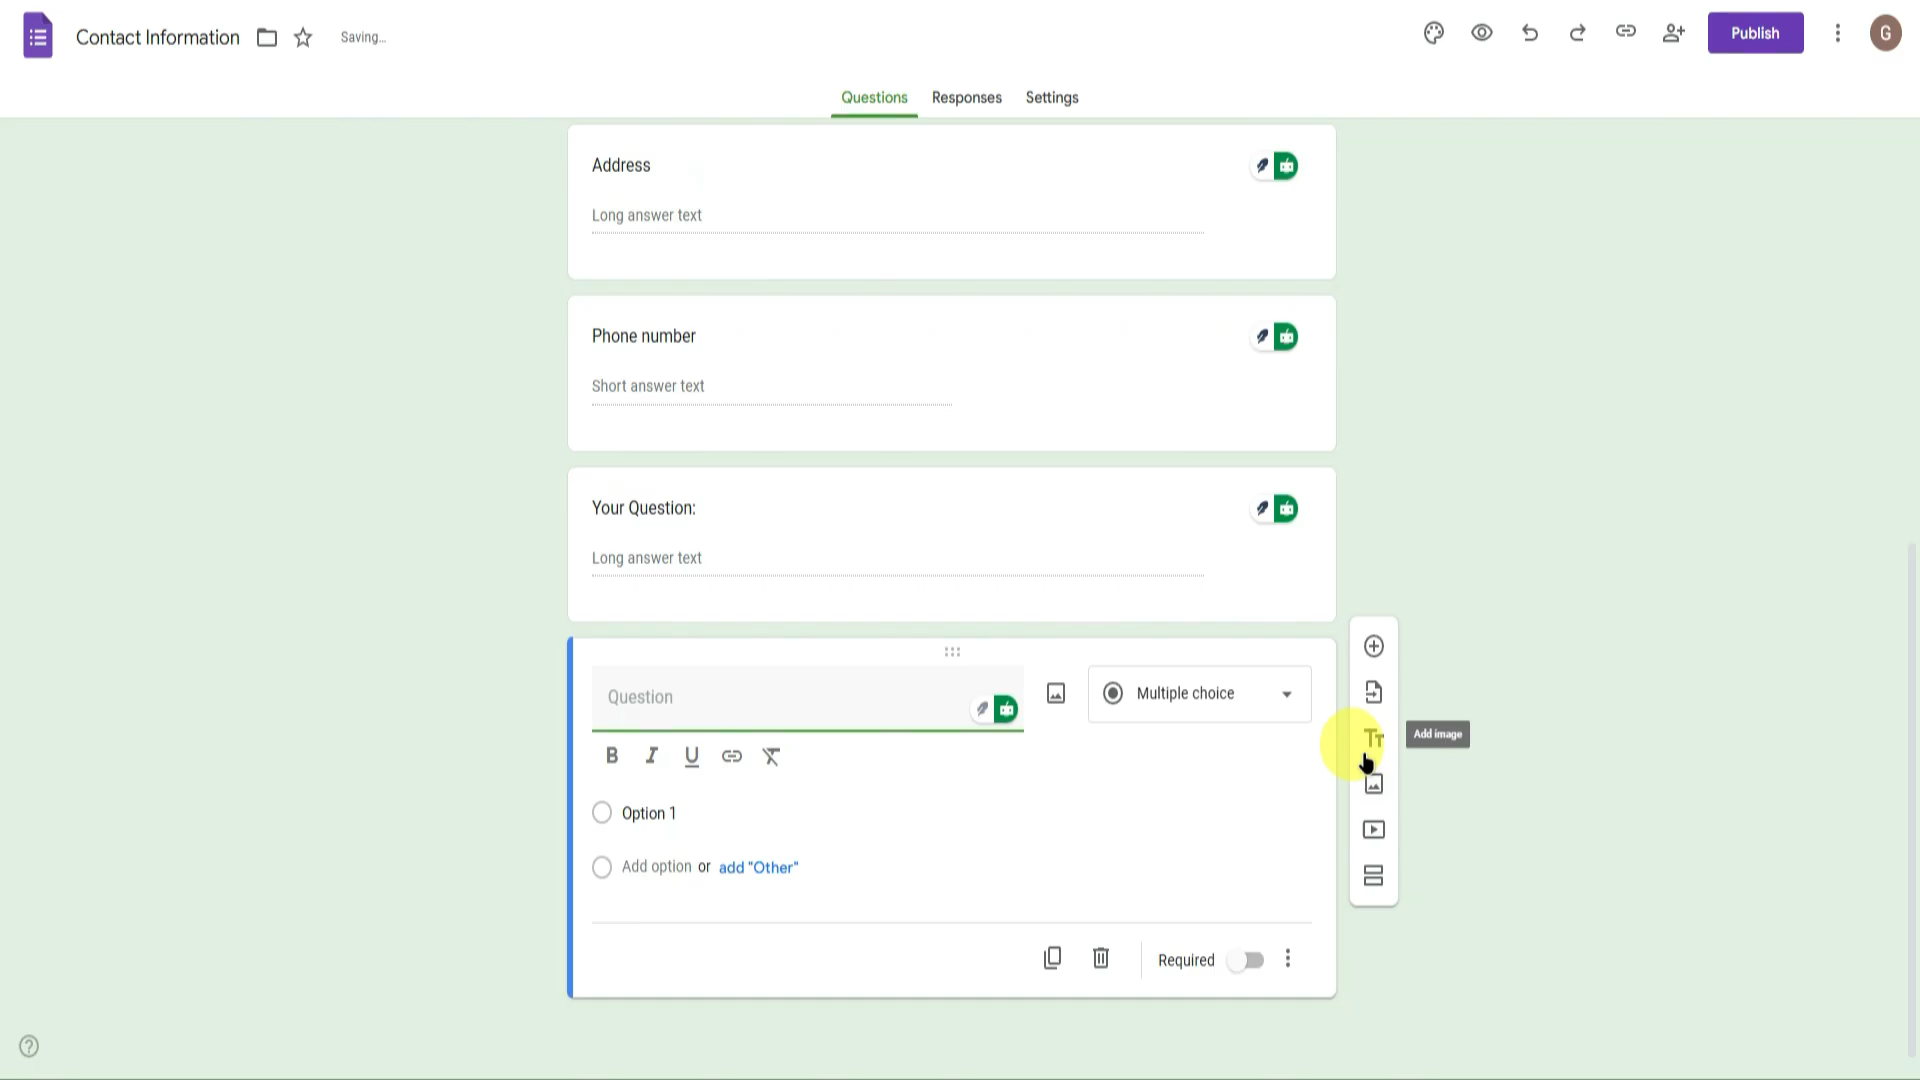 Contact Information
Saving...
Publish
G
Questions Responses Settings
Address
Long answer text
Phone number
Short answer text
Your Question:
Long answer text
Question
Multiple choice
Tт
Add image
B I U
Option 1
Add option or add "Other"
Required